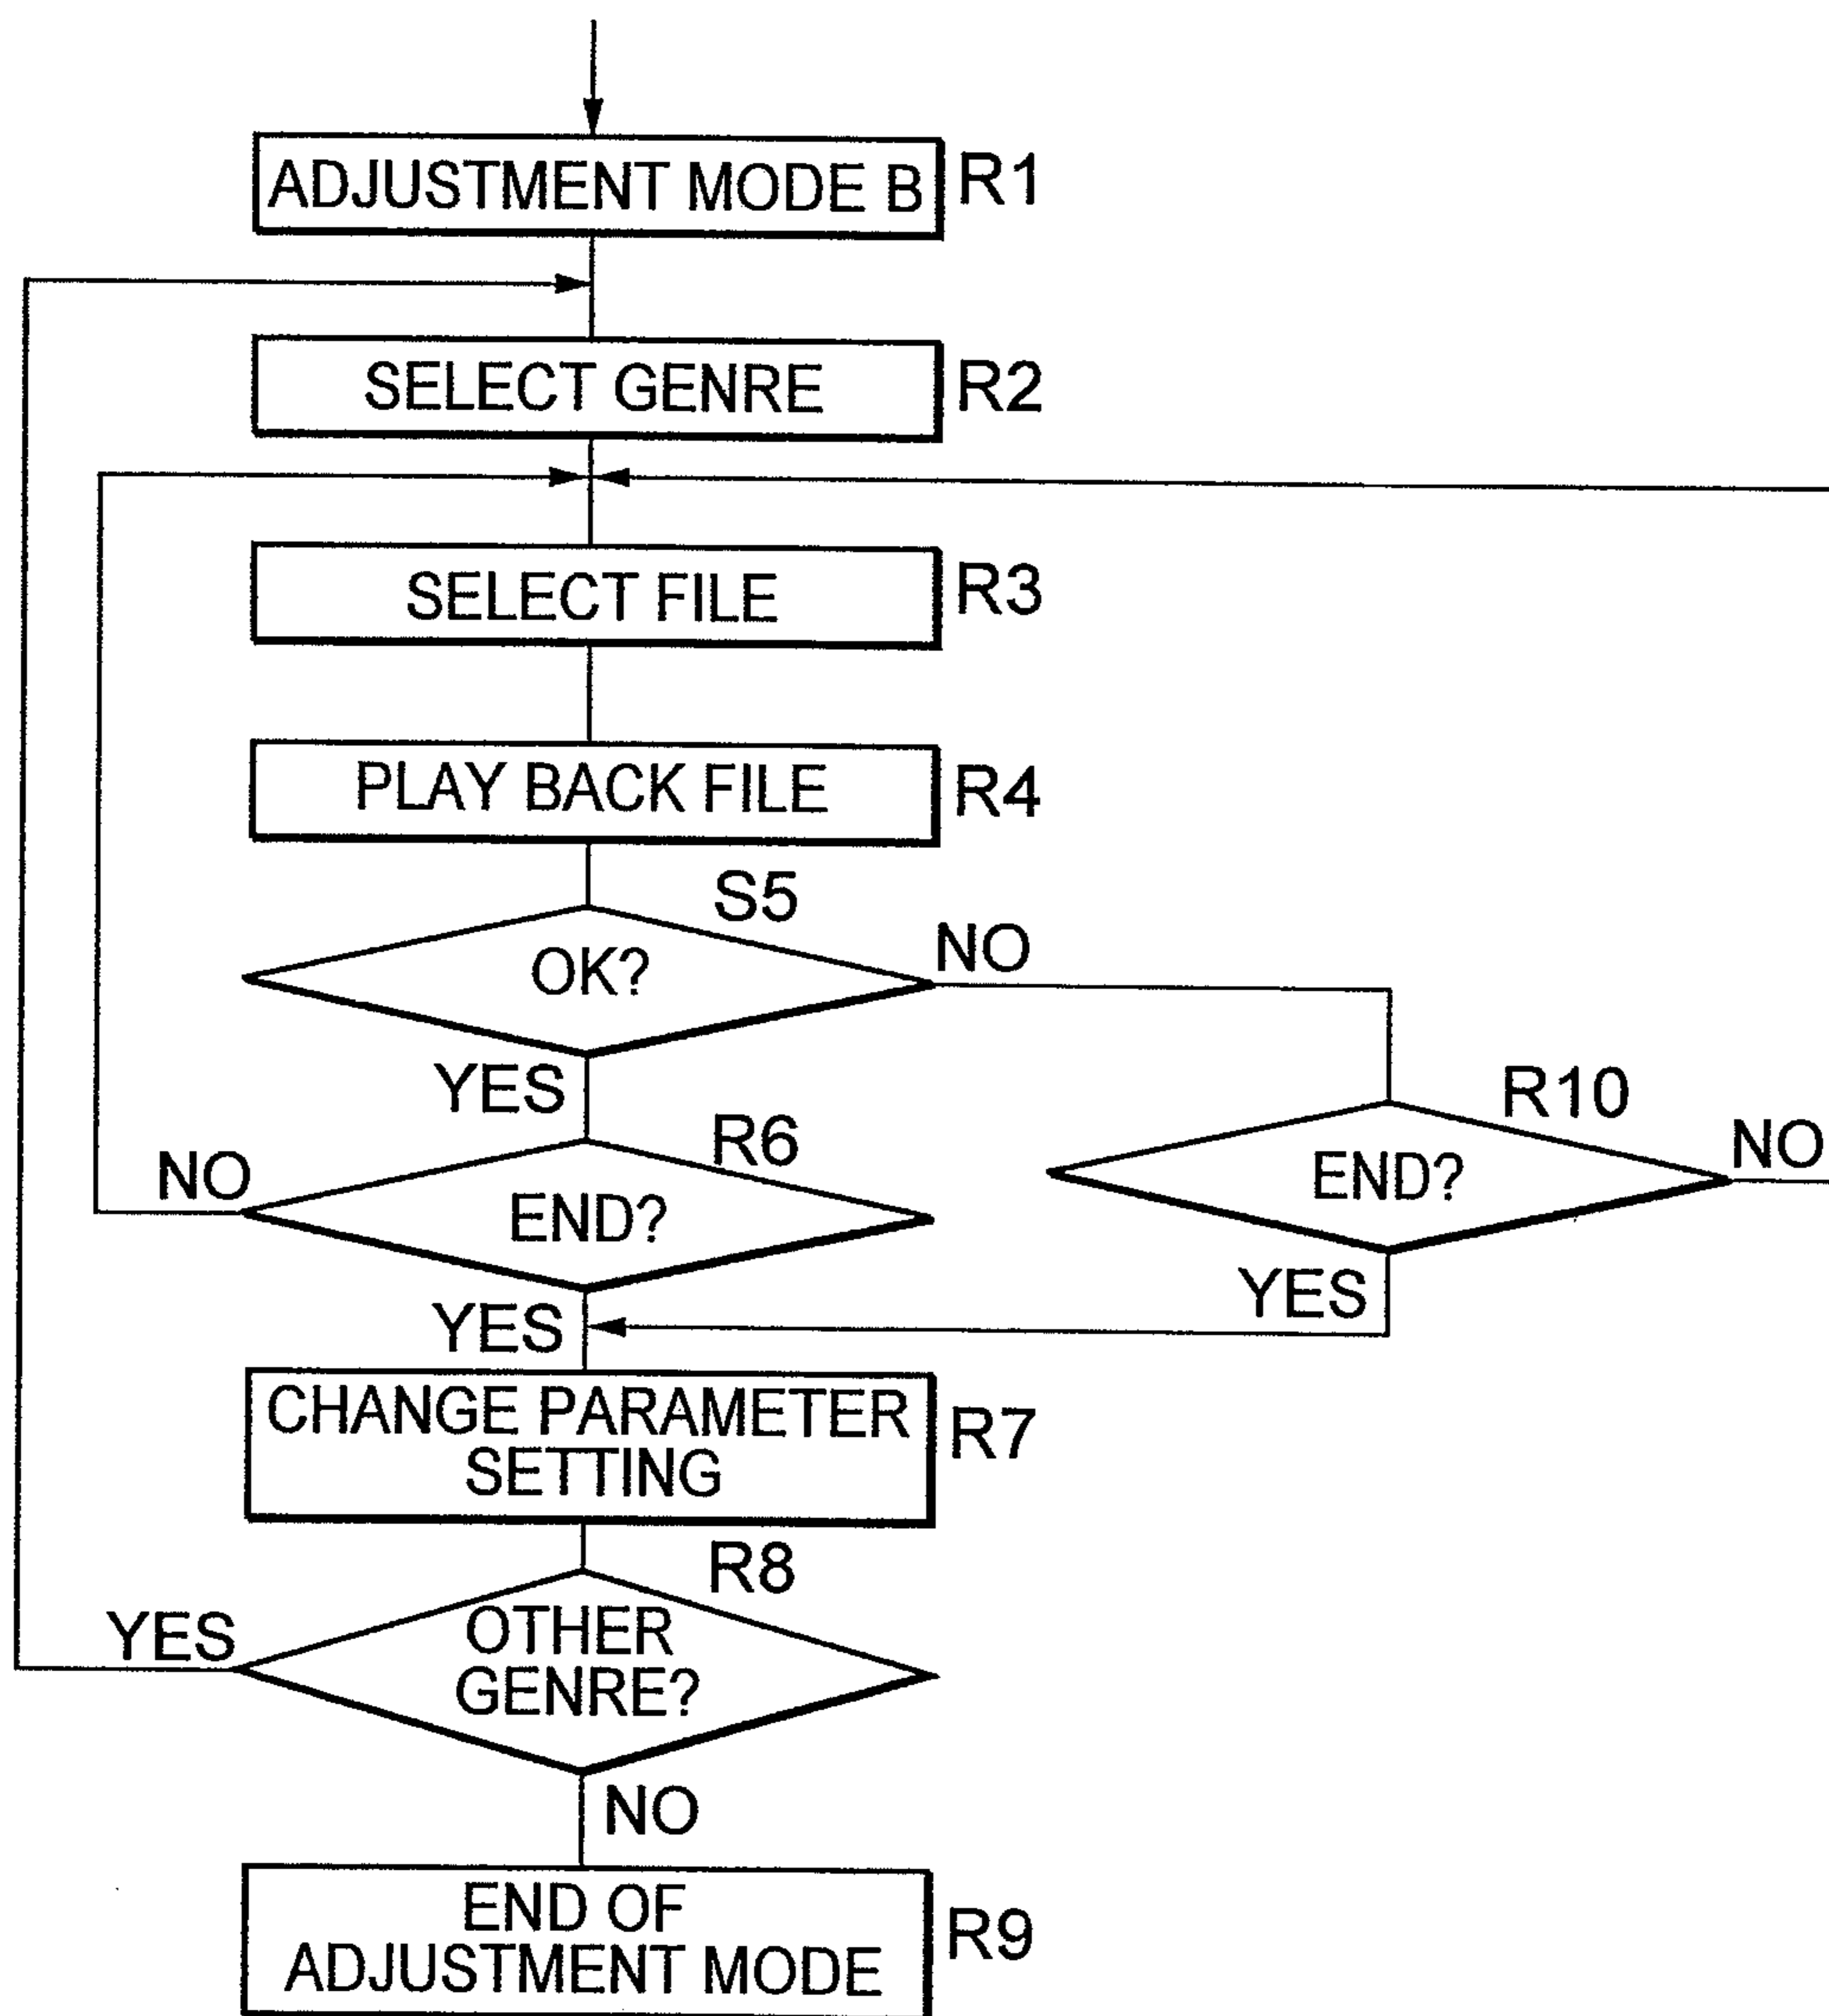 ADJUSTMENT MODE B R1
SELECT GENRE R2
SELECT FILE R3
PLAY BACK FILE R4
S5
OK?
NO
YES
R10
R6
NO
END?
END?
NO
YES
YES
CHANGE PARAMETER
SETTING
R7
R8
YES
OTHER
GENRE?
NO
END OF
ADJUSTMENT MODE
R9